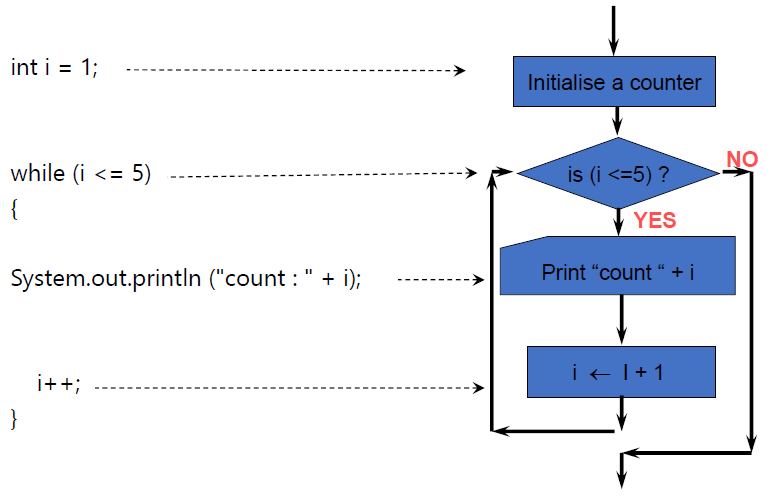 int i = 1;
Initialise a counter
while (i <= 5)
is (i <=5) ?
NO
{
YES
System.out.println ("count : " + i);
Print “count “ + i
i++;
i ← I + 1
}